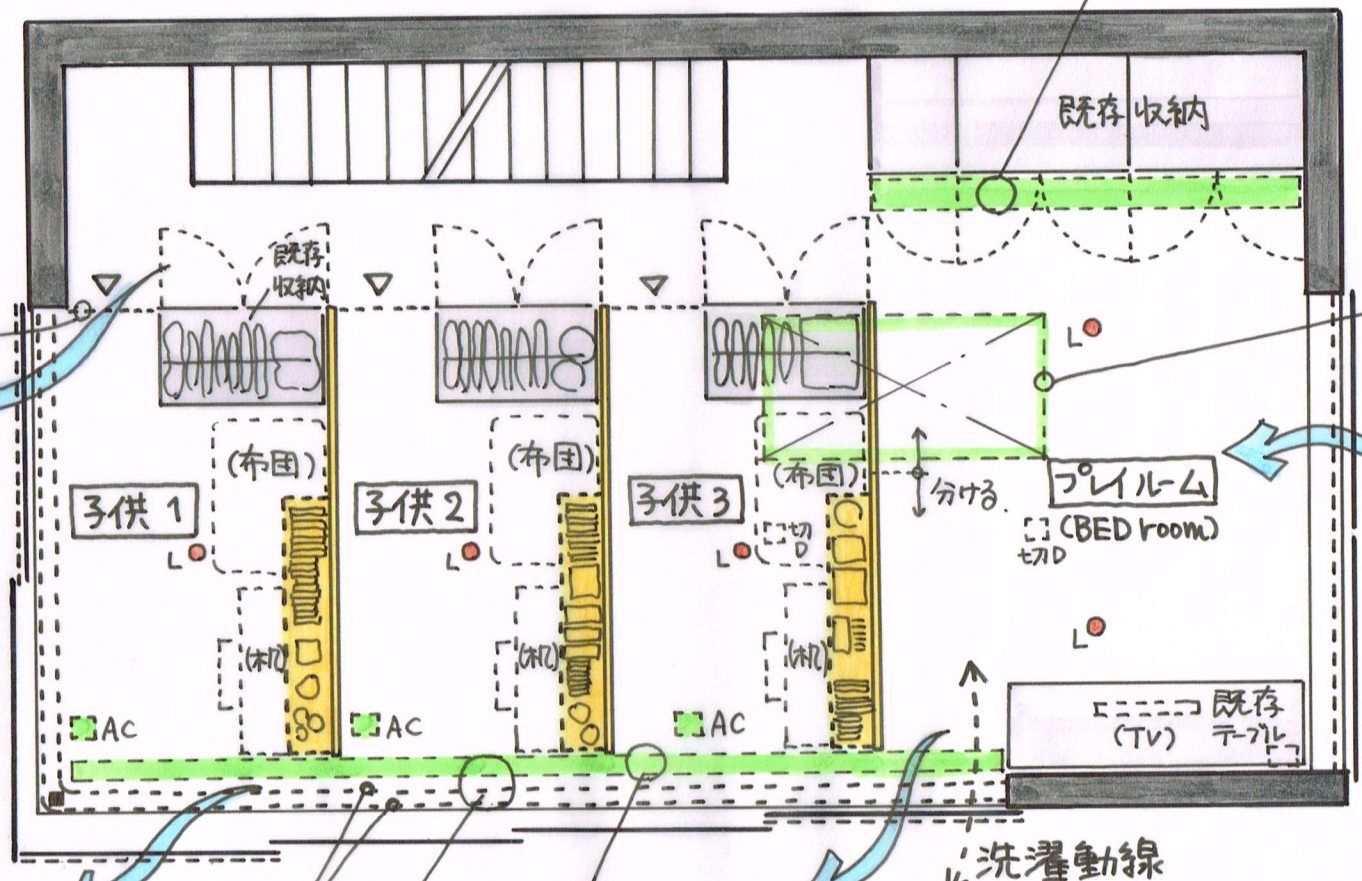 既存収納
既存
収納
(布団)
(布団)
(布団)
子供1
子供2
子供3
分ける.
プレイルーム
(BED room)
切D
切
D
L
L
L
L
L
(机)
(机)
(机)
AC
AC
AC
既存
テーブル
(TV)
洗濯動線